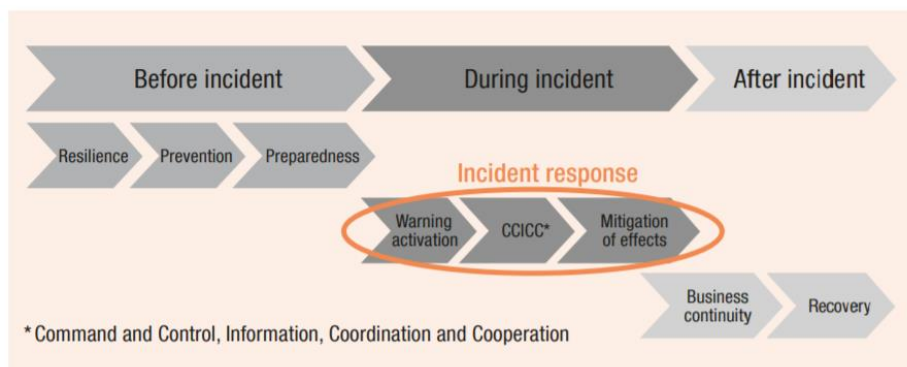 Before incident
During incident
After incident
Resilience
Prevention
Preparedness
Incident response
Warning
activation
CCICC*
Mitigation
of effects
Business
continuity
Recovery
* Command and Control, Information, Coordination and Cooperation